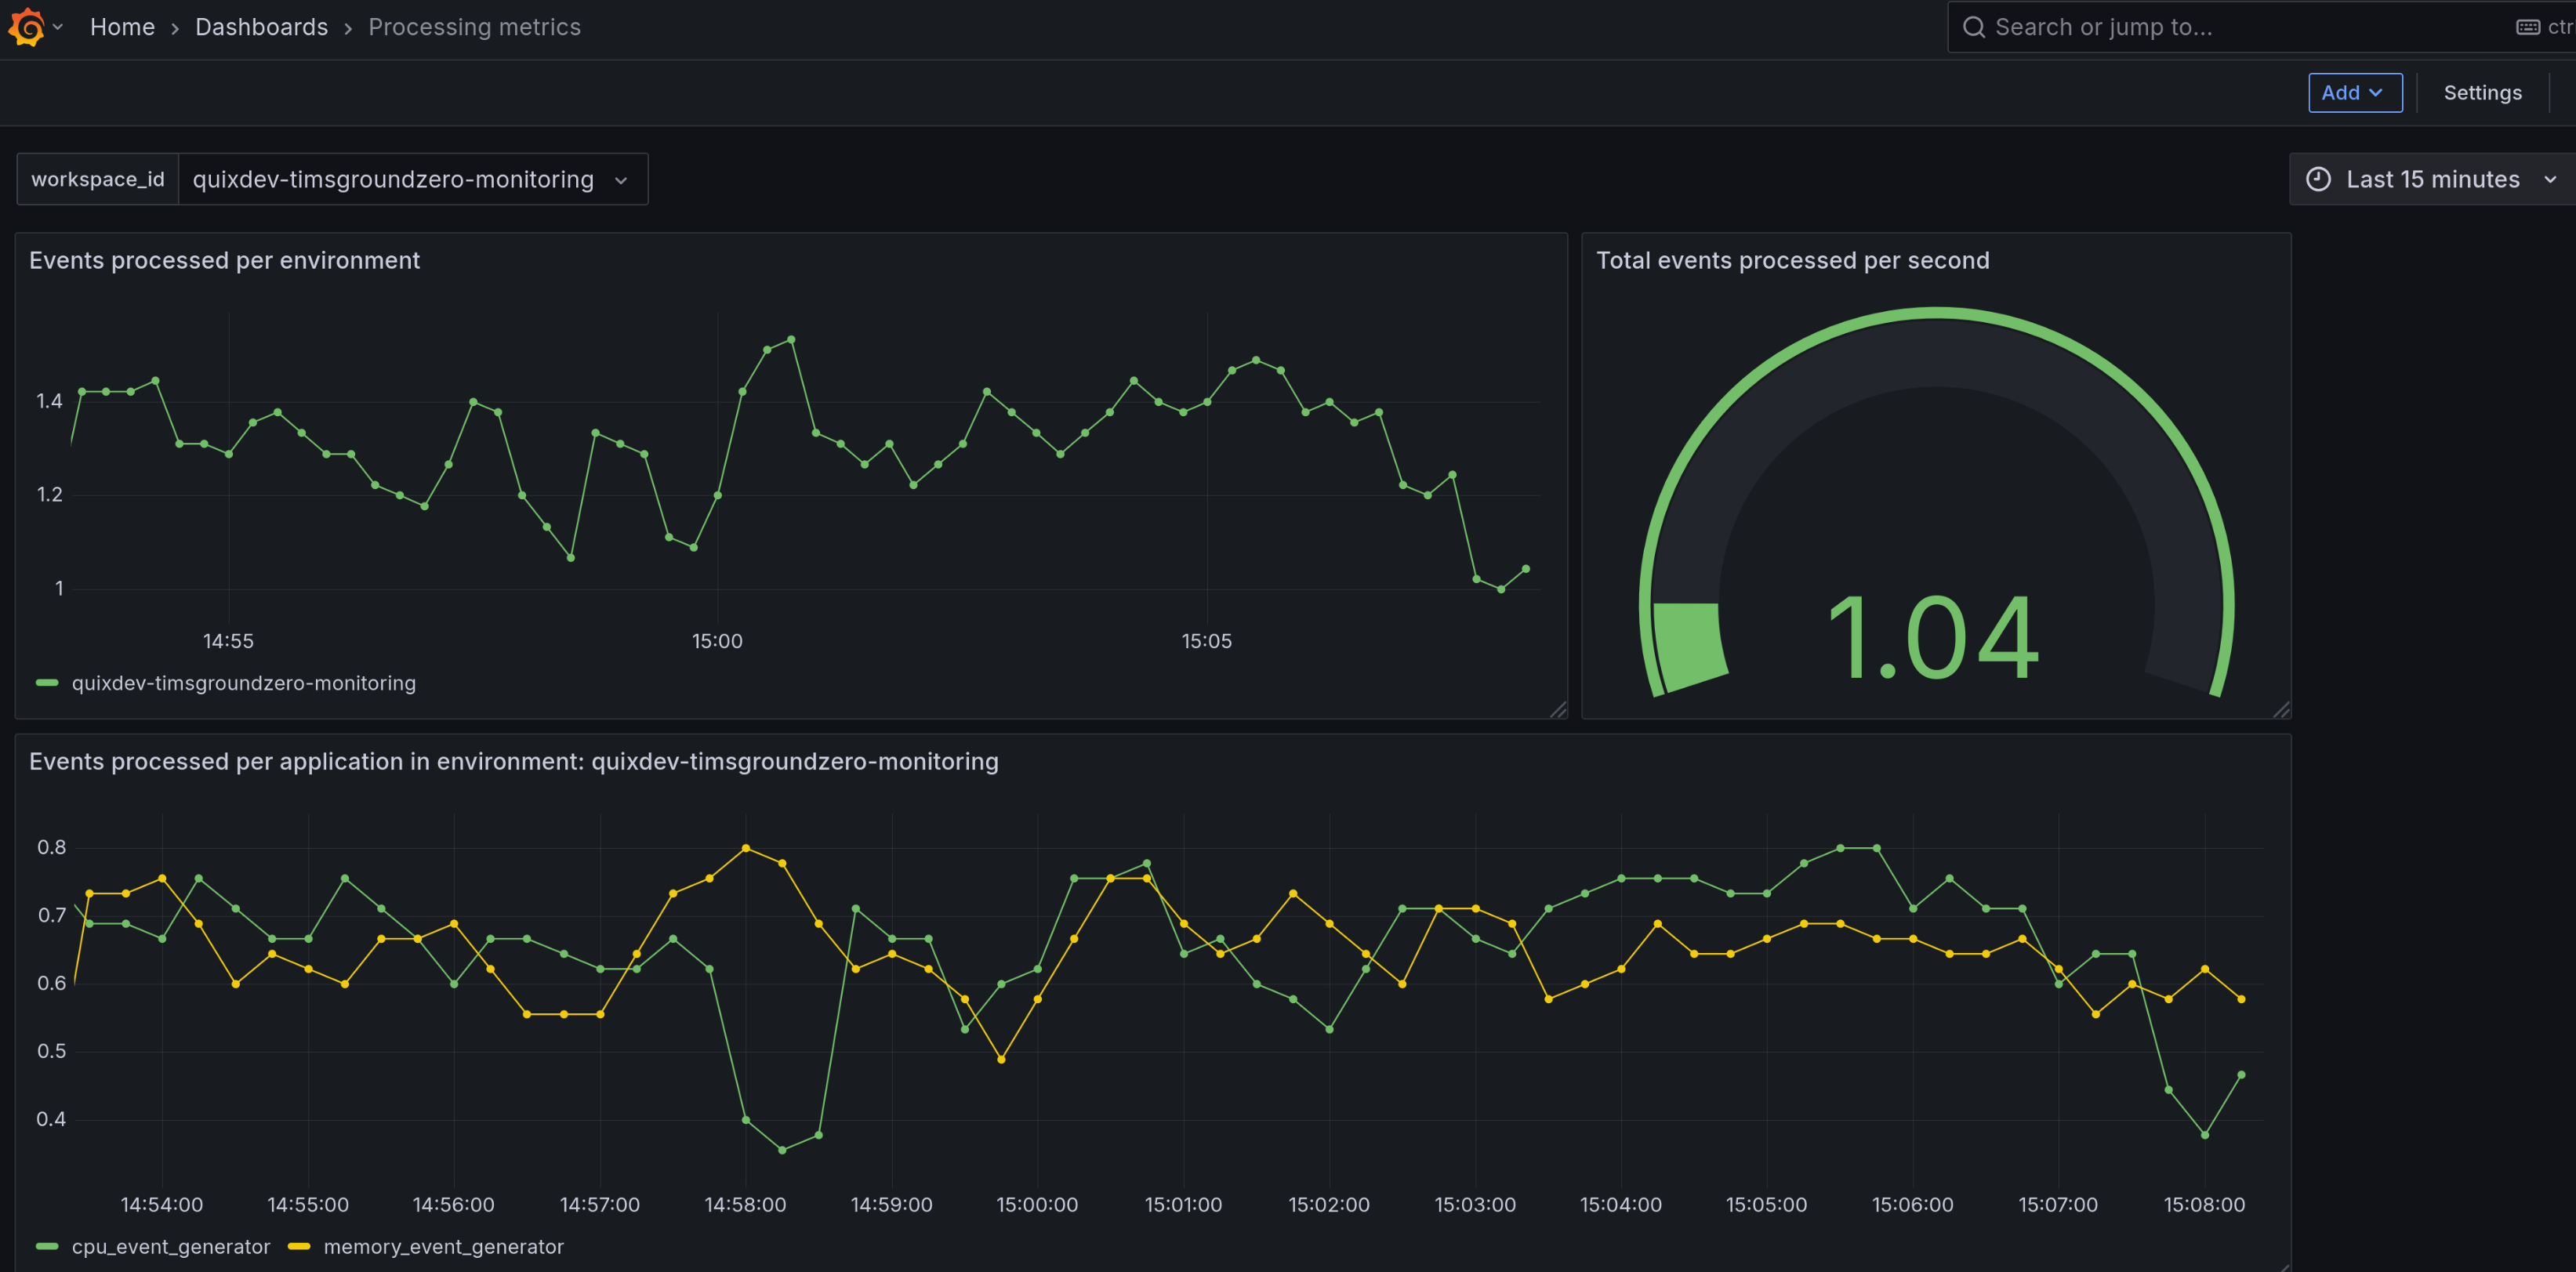 Home › Dashboards › Processing metrics
Search or jump to...
Add
Settings
workspace_id
quixdev-timsgroundzero-monitoring
Last 15 minutes
Events processed per environment
1.4
1.2
1
14:55 15:00 15:05
quixdev-timsgroundzero-monitoring
Total events processed per second
1.04
Events processed per application in environment: quixdev-timsgroundzero-monitoring
0.8
0.7
0.6
0.5
0.4
14:54:00 14:55:00 14:56:00 14:57:00 14:58:00 14:59:00 15:00:00 15:01:00 15:02:00 15:03:00 15:04:00 15:05:00 15:06:00 15:07:00 15:08:00
cpu_event_generator memory_event_generator